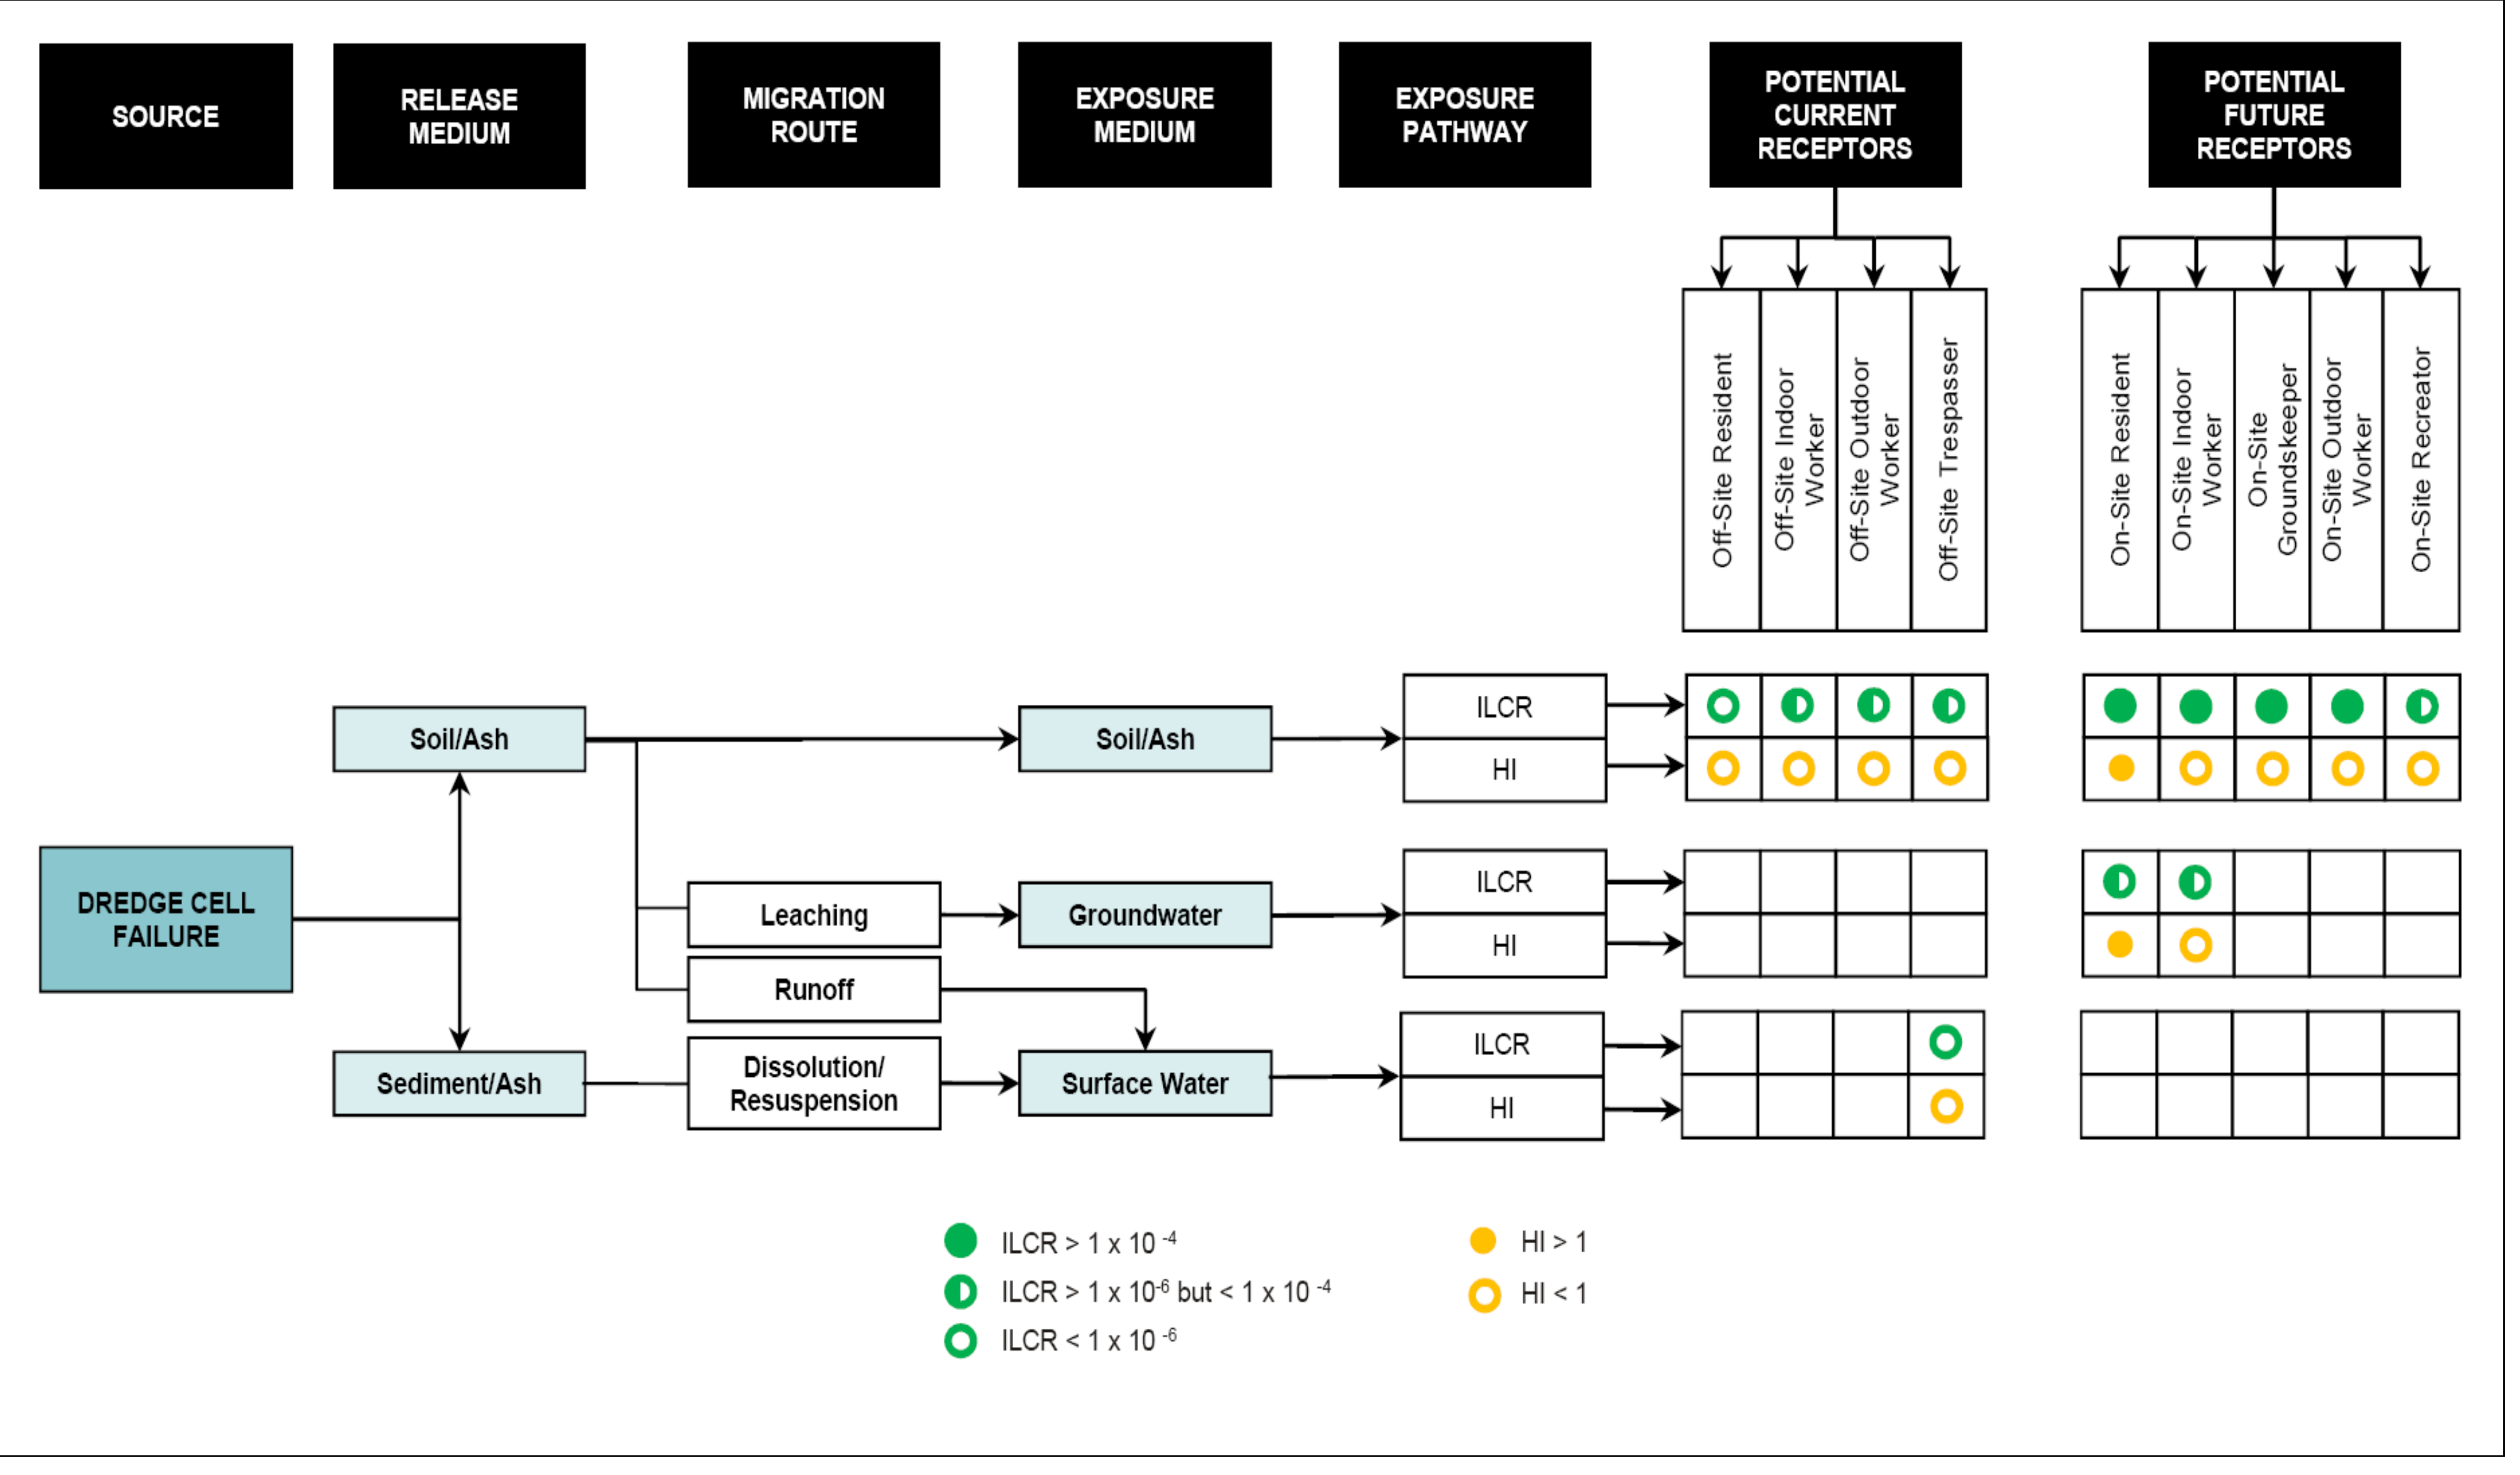 SOURCE
RELEASE
MEDIUM
MIGRATION
ROUTE
EXPOSURE
MEDIUM
EXPOSURE
PATHWAY
POTENTIAL
CURRENT
RECEPTORS
POTENTIAL
FUTURE
RECEPTORS
Off-Site Resident
Off-Site Indoor
Worker
Off-Site Outdoor
Worker
Off-Site Trespasser
On-Site Resident
On-Site Indoor
Worker
On-Site
Groundskeeper
On-Site Outdoor
Worker
On-Site Recreator
Soil/Ash
Soil/Ash
ILCR
HI
DREDGE CELL
FAILURE
Leaching
Groundwater
ILCR
HI
Runoff
Sediment/Ash
Dissolution/
Resuspension
Surface Water
ILCR
HI
ILCR > 1 x 10 -4
ILCR > 1 x 10-6 but < 1 x 10 -4
ILCR < 1 x 10 -6
HI > 1
HI < 1